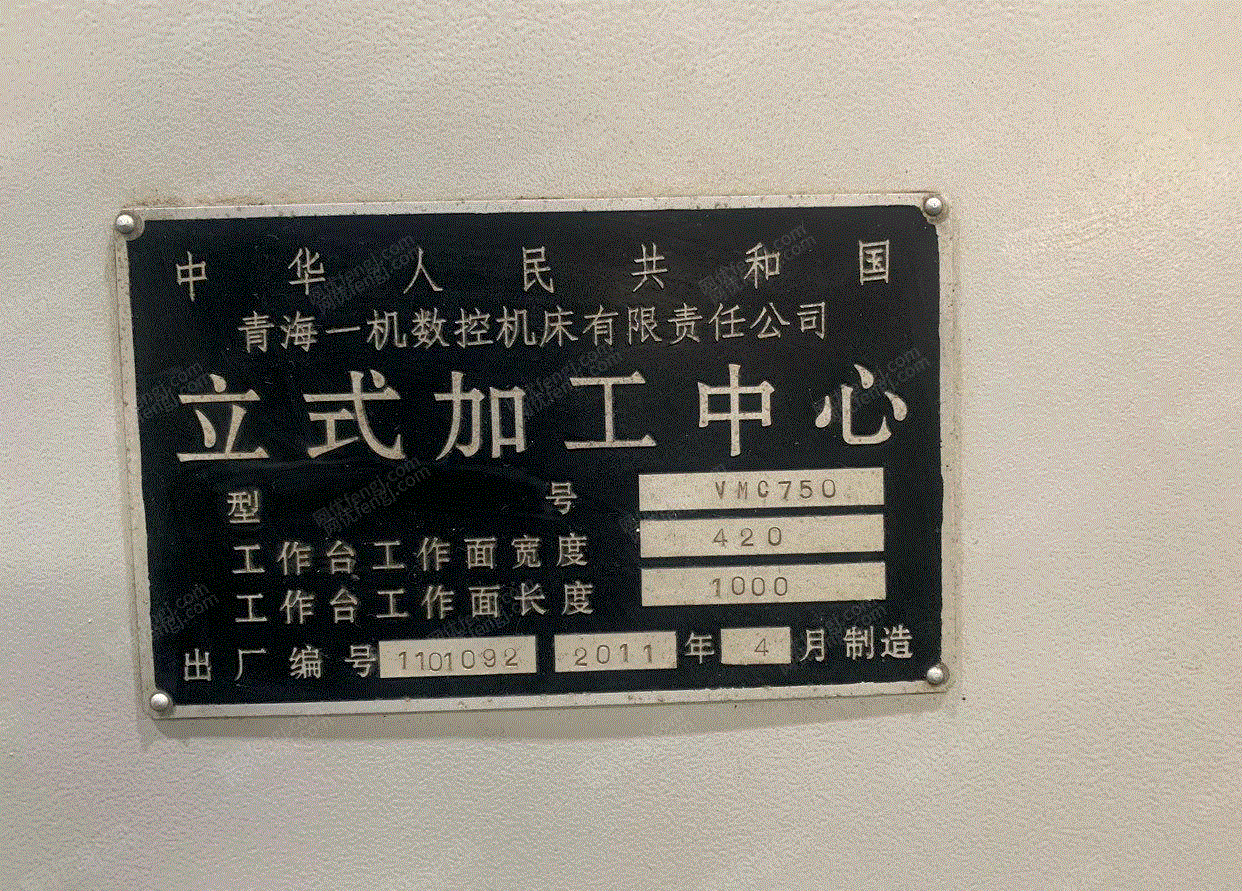 中华人民共和国
青海一机数控机床有限责任公司
立式加工中心
型号 VMC750
工作台工作面宽度 420
工作台工作面长度 1000
出厂编号 1101092 2011 年 4 月制造